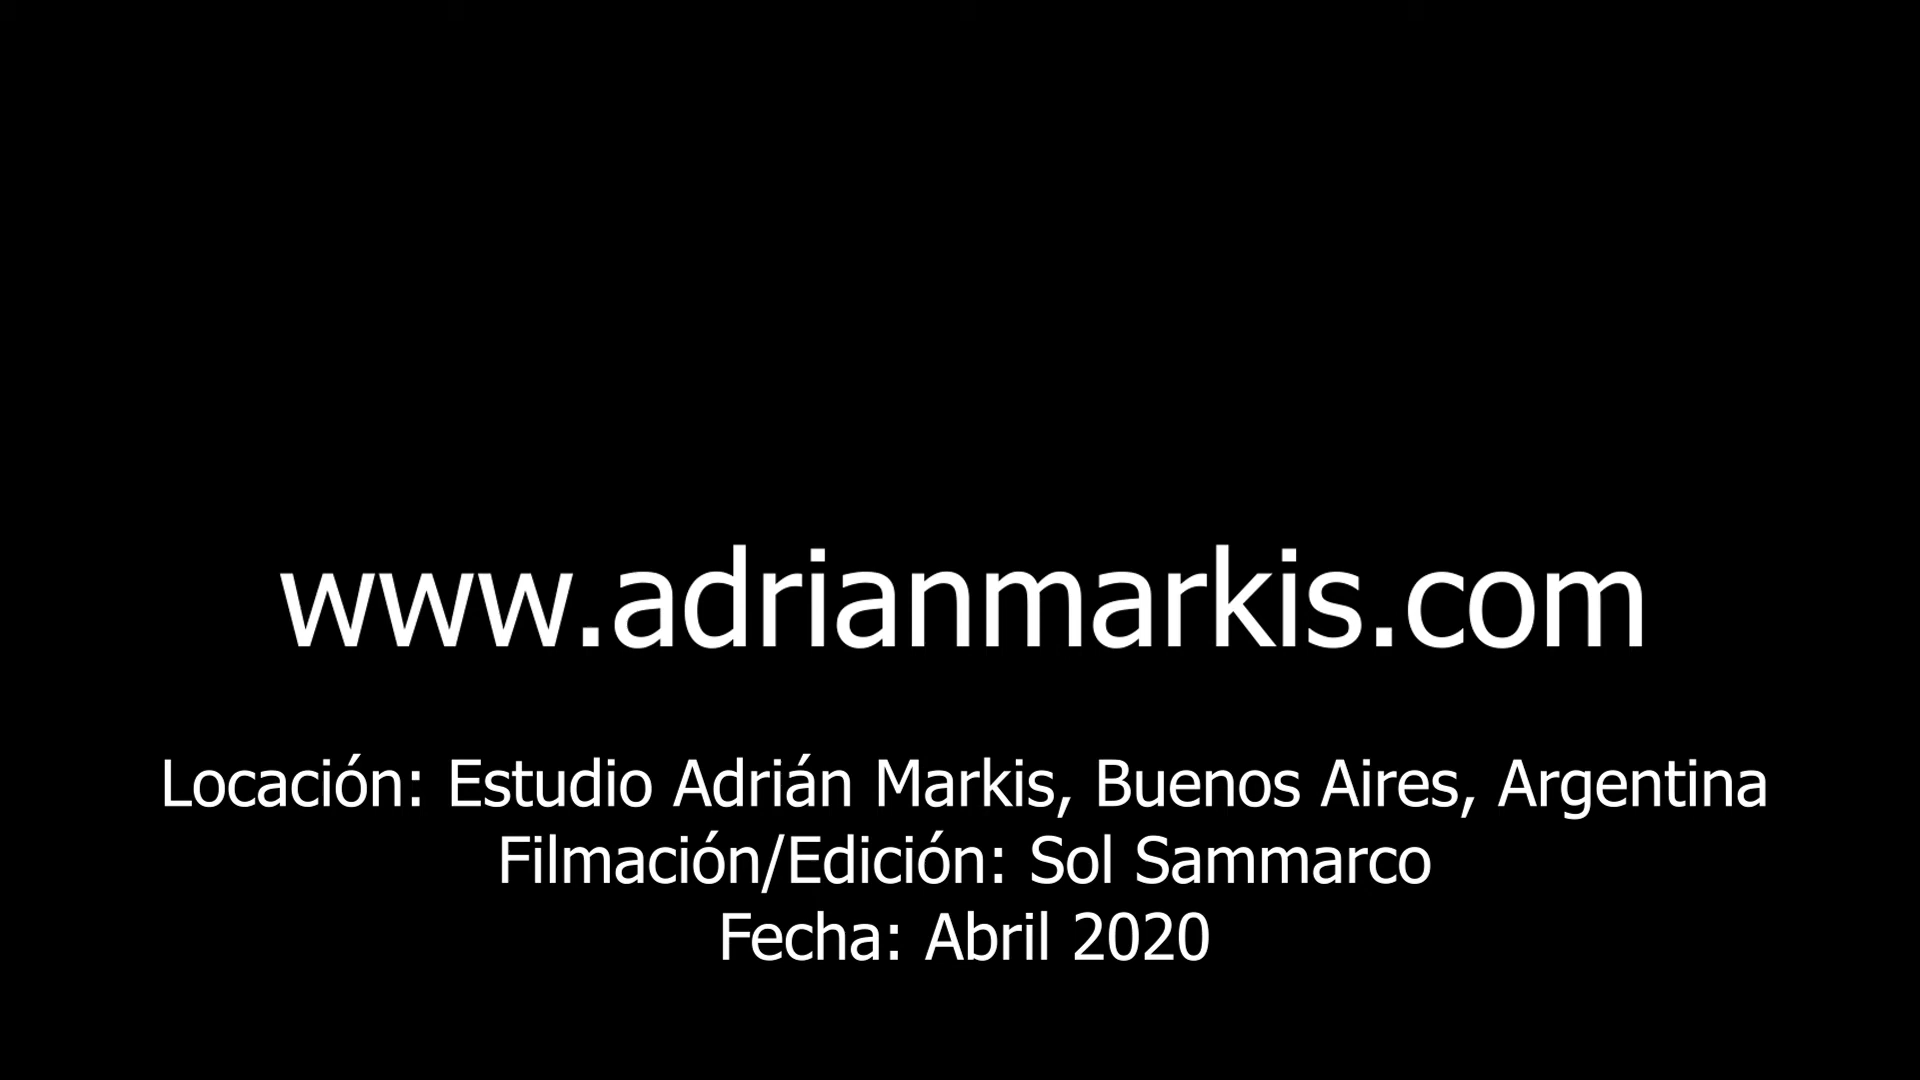 www.adrianmarkis.com
Locación: Estudio Adrián Markis, Buenos Aires, Argentina
Filmación/Edición: Sol Sammarco
Fecha: Abril 2020